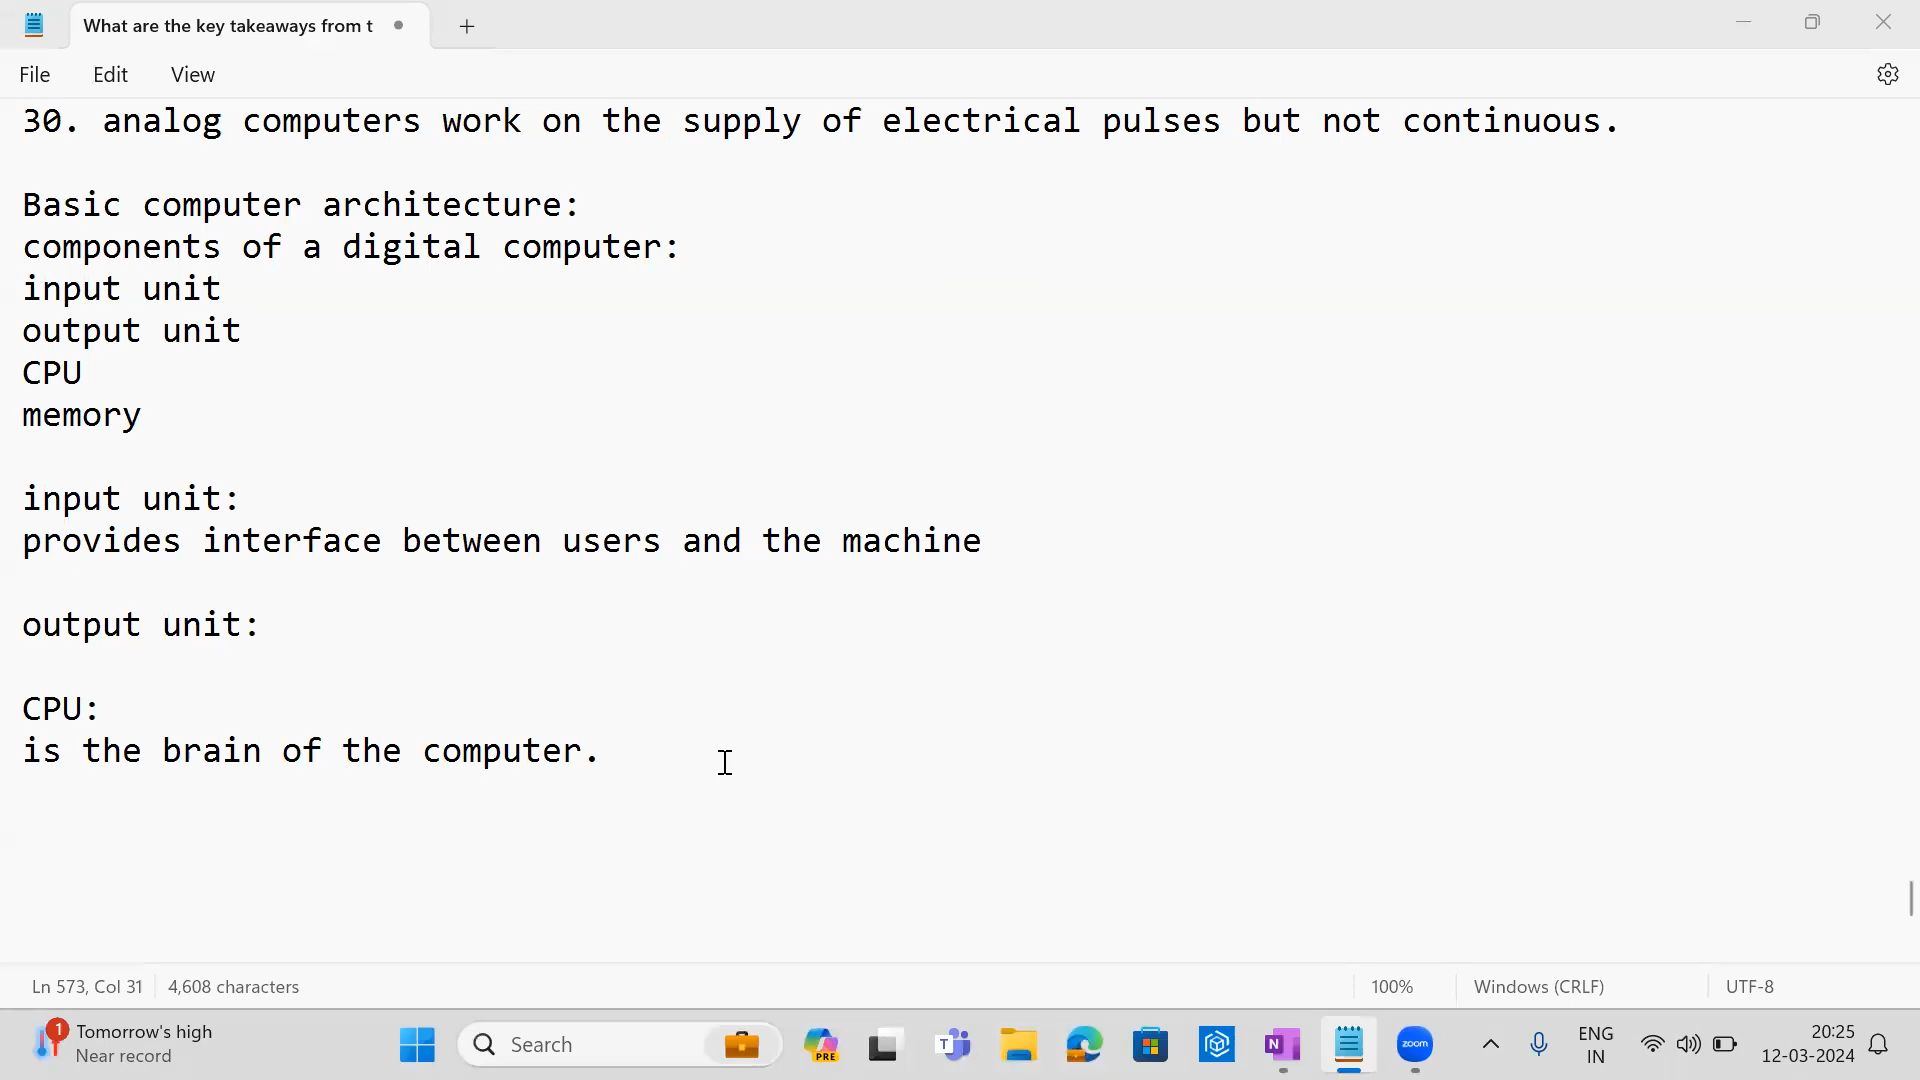 What are the key takeaways from t
File Edit View
30. analog computers work on the supply of electrical pulses but not continuous.
Basic computer architecture:
components of a digital computer:
input unit
output unit
CPU
memory
input unit:
provides interface between users and the machine
output unit:
CPU:
is the brain of the computer.
Ln 573, Col 31 4,608 characters 100% Windows (CRLF) UTF-8
1 Tomorrow's high
Near record
Search
PRE
T
N
zoom
ENG
IN
20:25
12-03-2024